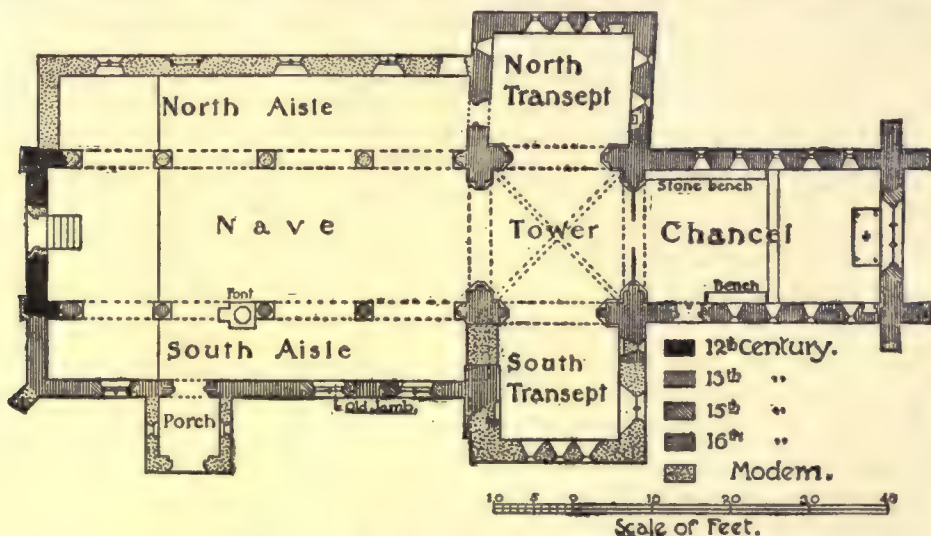 North
Transept
North Aisle
Stone bench
Nave
Tower
Chancel
Font
Bench
South Aisle
South
Transept
Porch
Old Jamb.
12th Century.
13th "
15th "
16th "
Modern.
10 5 0 10 20 30 40
Scale of Feet.